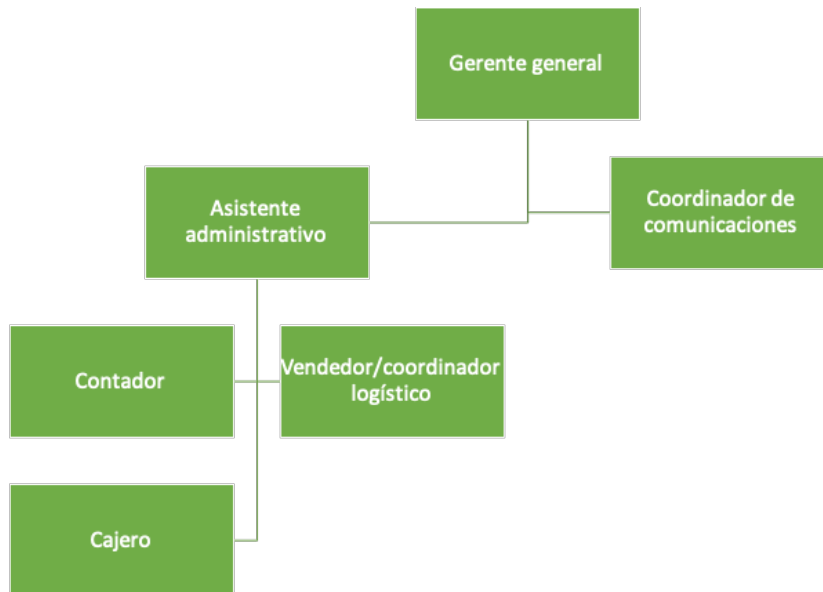 Gerente general
Asistente
administrativo
Coordinador de
comunicaciones
Contador
Vendedor/coordinador
logístico
Cajero